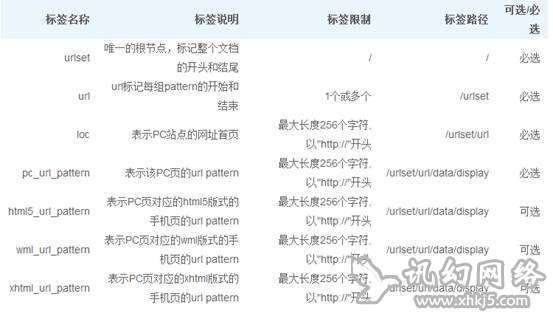 标签名称 标签说明 标签限制 标签路径 可选/必
选
urlset 唯一的根节点，标记整个文档
的开头和结尾 / / 必选
url url标记每组pattern的开始和
结束 1个或多个 /urlset 必选
loc 表示PC站点的网址首页 最大长度256个字符,
以"http://"开头 /urlset/url 必选
pc_url_pattern 表示该PC页的url pattern 最大长度256个字符,
以"http://"开头 /urlset/url/data/display 必选
html5_url_pattern 表示PC页对应的html5版式的
手机页的url pattern 最大长度256个字符,
以"http://"开头 /urlset/url/data/display 可选
wml_url_pattern 表示PC页对应的wml版式的手
机页的url pattern 最大长度256个字符,
以"http://"开头 /urlset/url/data/display 可选
xhtml_url_pattern 表示PC页对应的xhtml版式的
手机页的url pattern 最大长度256个字符,
以"http://"开头 /urlset/url/data/display 可选
讯约网络
www.xhkj5.com